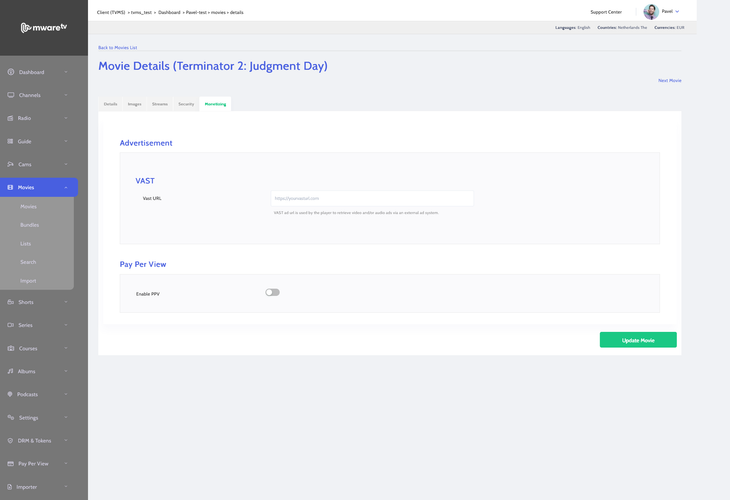 mwaretv
Client (TVMS) > tvms_test > Dashboard > Pavel-test > movies > details
Support Center
Pavel
Languages: English Countries: Netherlands The Currencies: EUR
Back to Movies List
Movie Details (Terminator 2: Judgment Day)
Next Movie
Details
Images
Streams
Security
Monetizing
Advertisement
VAST
Vast URL
https://yourvasturl.com
VAST ad url is used by the player to retrieve video and/or audio ads via an external ad system.
Pay Per View
Enable PPV
Update Movie
Dashboard
Channels
Radio
Guide
Cams
Movies
Movies
Bundles
Lists
Search
Import
Shorts
Series
Courses
Albums
Podcasts
Settings
DRM & Tokens
Pay Per View
Importer